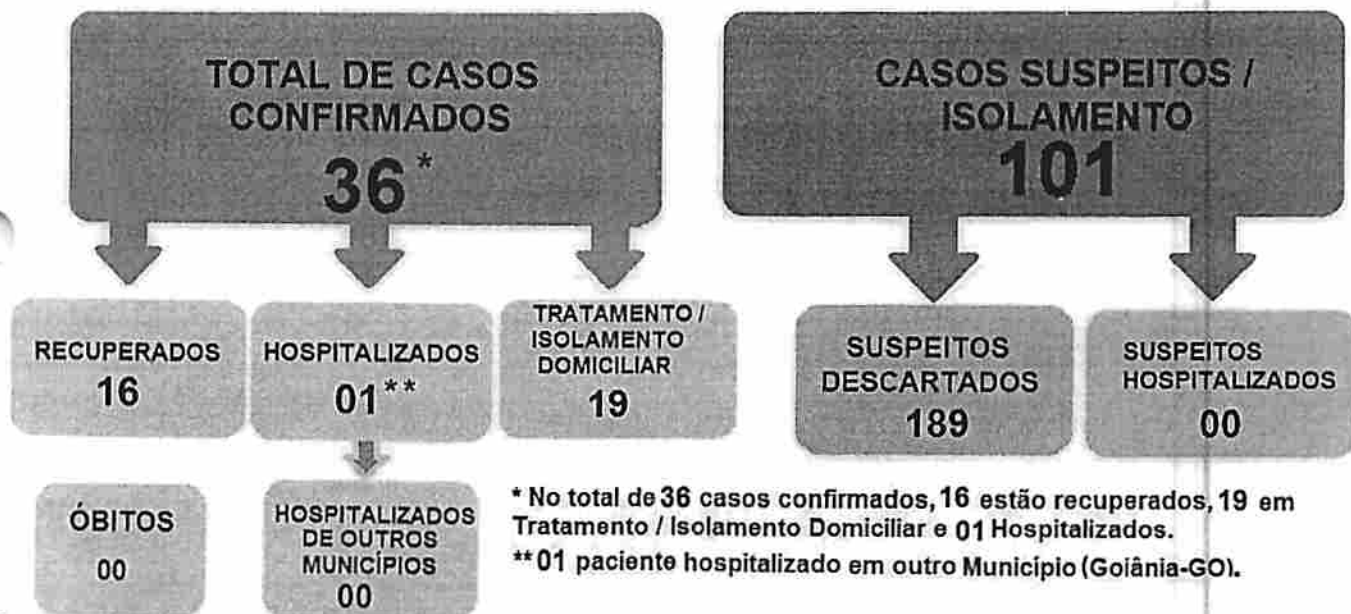 TOTAL DE CASOS
CONFIRMADOS
36*
CASOS SUSPEITOS /
ISOLAMENTO
101
RECUPERADOS
16
HOSPITALIZADOS
01**
TRATAMENTO /
ISOLAMENTO
DOMICILIAR
19
SUSPEITOS
DESCARTADOS
189
SUSPEITOS
HOSPITALIZADOS
00
ÓBITOS
00
HOSPITALIZADOS
DE OUTROS
MUNICÍPIOS
00
* No total de 36 casos confirmados, 16 estão recuperados, 19 em
Tratamento / Isolamento Domiciliar e 01 Hospitalizados.
** 01 paciente hospitalizado em outro Município (Goiânia-GO).